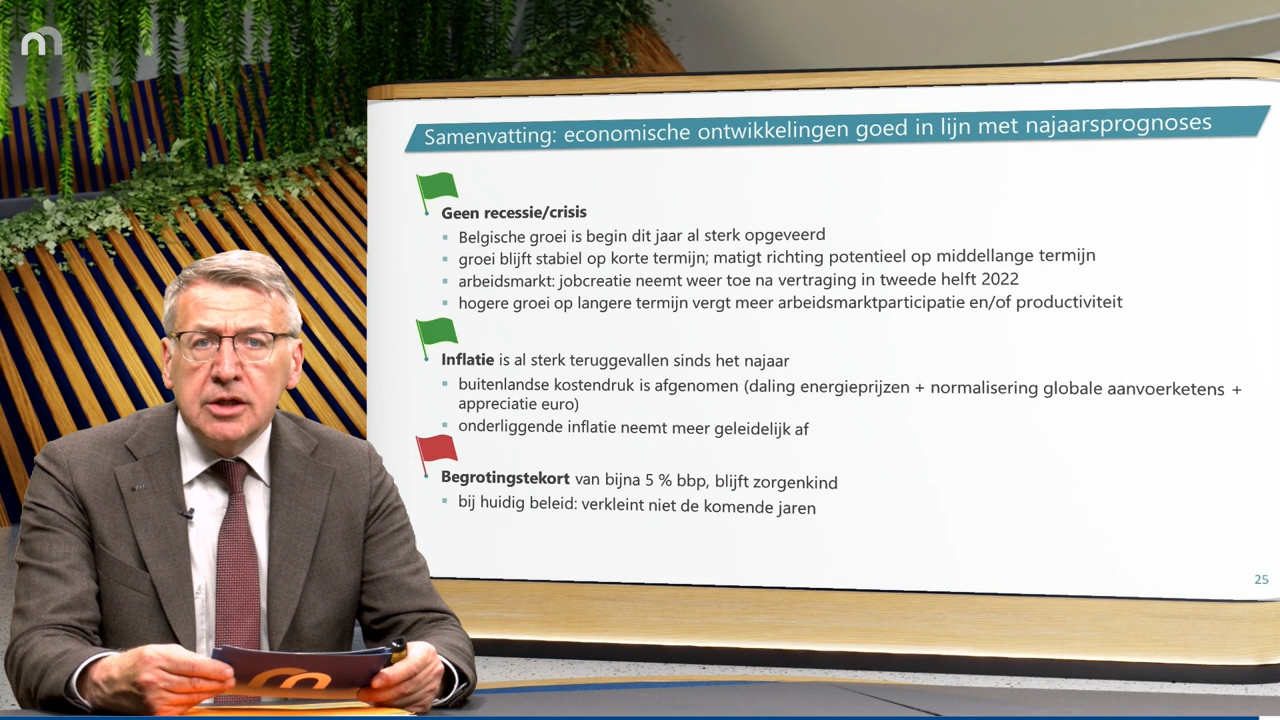 Samenvatting: economische ontwikkelingen goed in lijn met najaarsprognoses
Geen recessie/crisis
Belgische groei is begin dit jaar al sterk opgeveerd
groei blijft stabiel op korte termijn; matigt richting potentieel op middellange termijn
arbeidsmarkt: jobcreatie neemt weer toe na vertraging in tweede helft 2022
hogere groei op langere termijn vergt meer arbeidsmarktparticipatie en/of productiviteit
Inflatie is al sterk teruggevallen sinds het najaar
buitenlandse kostendruk is afgenomen (daling energieprijzen + normalisering globale aanvoerketens +
appreciatie euro)
onderliggende inflatie neemt meer geleidelijk af
Begrotingstekort van bijna 5 % bbp, blijft zorgenkind
bij huidig beleid: verkleint niet de komende jaren
25